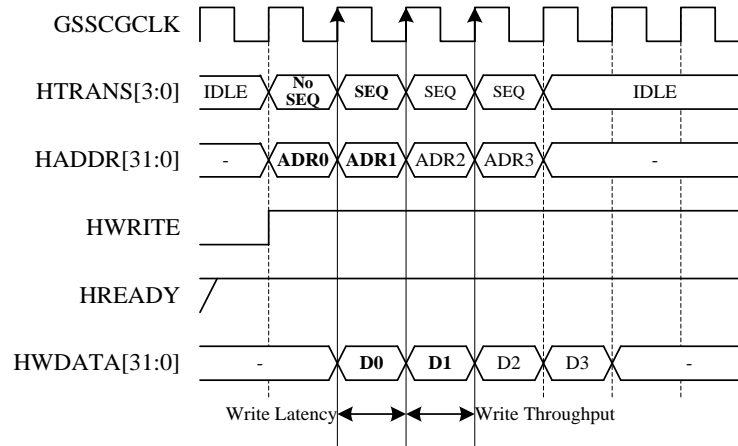 GSSCGCLK
HTRANS[3:0] IDLE No SEQ SEQ SEQ SEQ IDLE
HADDR[31:0] - ADR0 ADR1 ADR2 ADR3 -
HWRITE
HREADY
HWDATA[31:0] - D0 D1 D2 D3 -
Write Latency Write Throughput